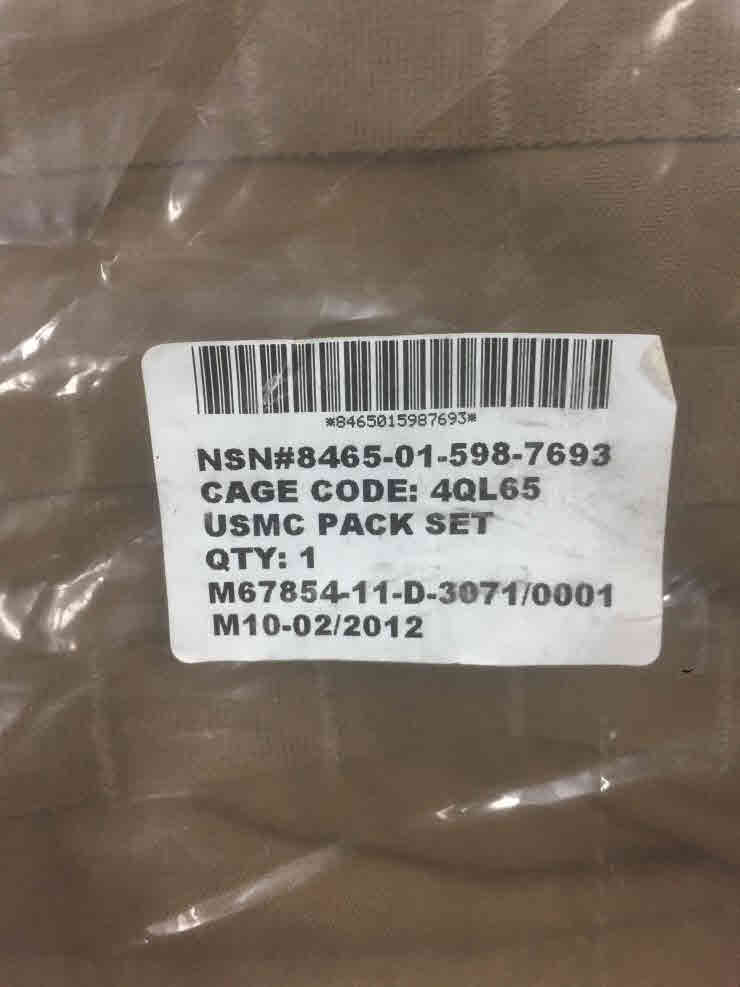 *8465015987693*
NSN#8465-01-598-7693
CAGE CODE: 4QL65
USMC PACK SET
QTY: 1
M67854-11-D-3071/0001
M10-02/2012